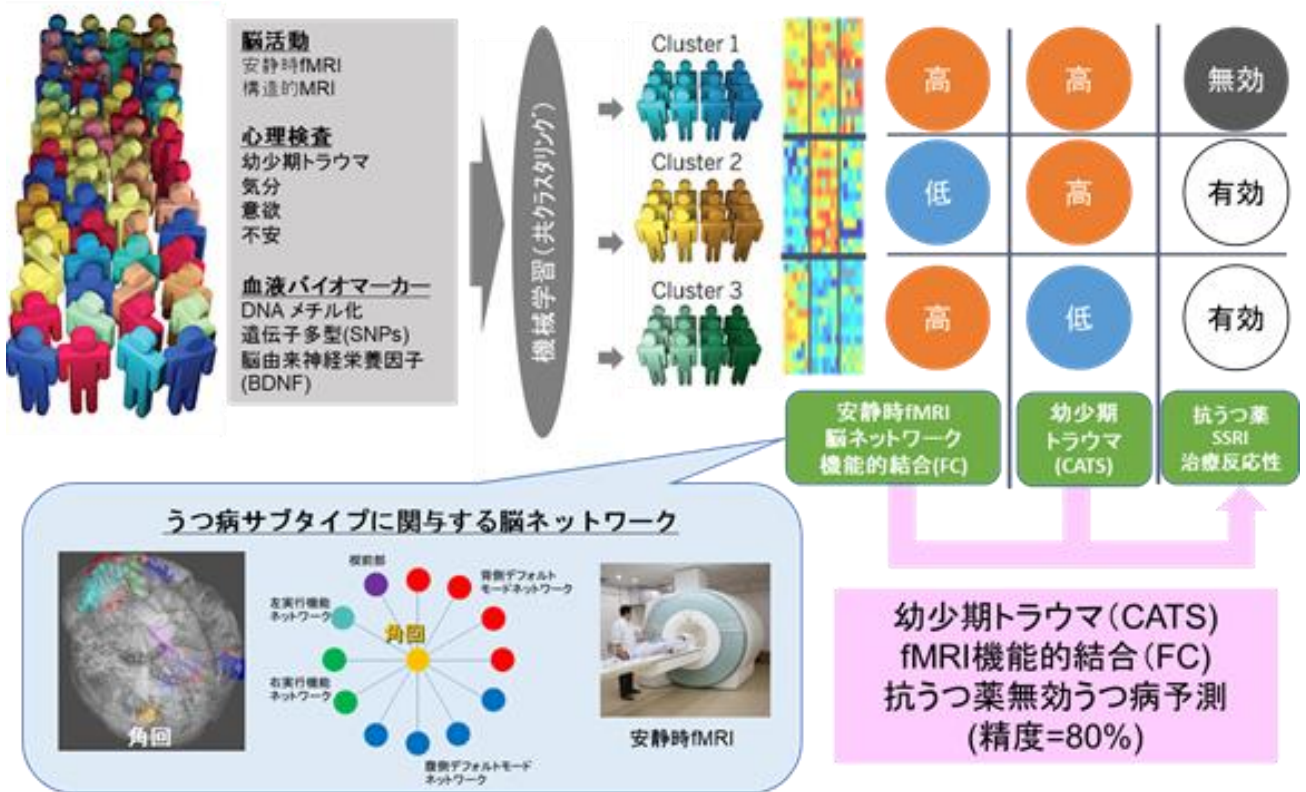 脳活動
安静時fMRI
構造的MRI
心理検査
幼少期トラウマ
気分
意欲
不安
血液バイオマーカー
DNA メチル化
遺伝子多型(SNPs)
脳由来神経栄養因子
(BDNF)
機械学習(共クラスタリング)
Cluster 1
Cluster 2
Cluster 3
高
高
無効
低
高
有効
高
低
有効
安静時fMRI
脳ネットワーク
機能的結合(FC)
幼少期
トラウマ
(CATS)
抗うつ薬
SSRI
治療反応性
うつ病サブタイプに関与する脳ネットワーク
角回
楔前部
背側デフォルト
モードネットワーク
左実行機能
ネットワーク
角回
右実行機能
ネットワーク
腹側デフォルトモード
ネットワーク
安静時fMRI
幼少期トラウマ(CATS)
fMRI機能的結合(FC)
抗うつ薬無効うつ病予測
(精度=80%)